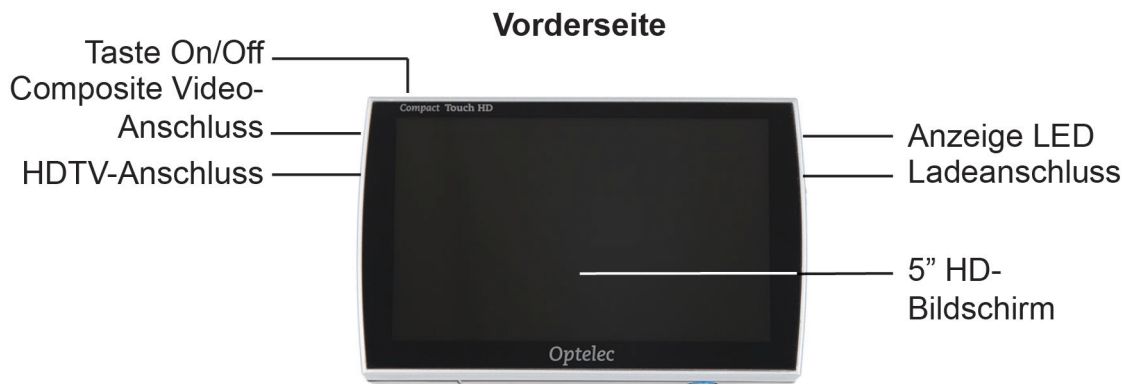 Vorderseite
Taste On/Off
Composite Video-
Anschluss
HDTV-Anschluss
Compact Touch HD
Anzeige LED
Ladeanschluss
5” HD-
Bildschirm
Optelec